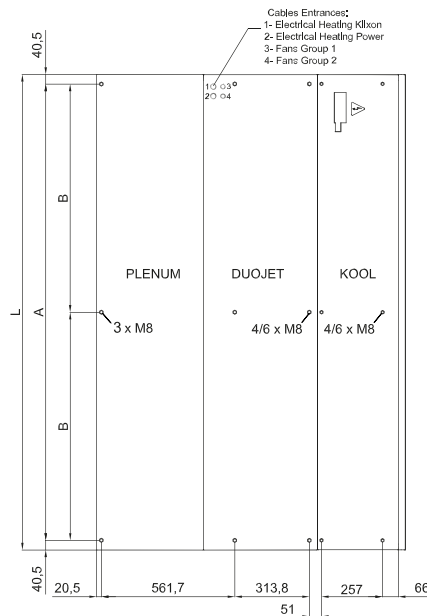 Cables Entrances:
1- Electrical Heating Klixon
2- Electrical Heating Power
3- Fans Group 1
4- Fans Group 2
40,5
1 3
2 4
B
PLENUM DUOJET KOOL
L
A
3 x M8
4/6 x M8
4/6 x M8
B
40,5
20,5
561,7
313,8
257
66
51